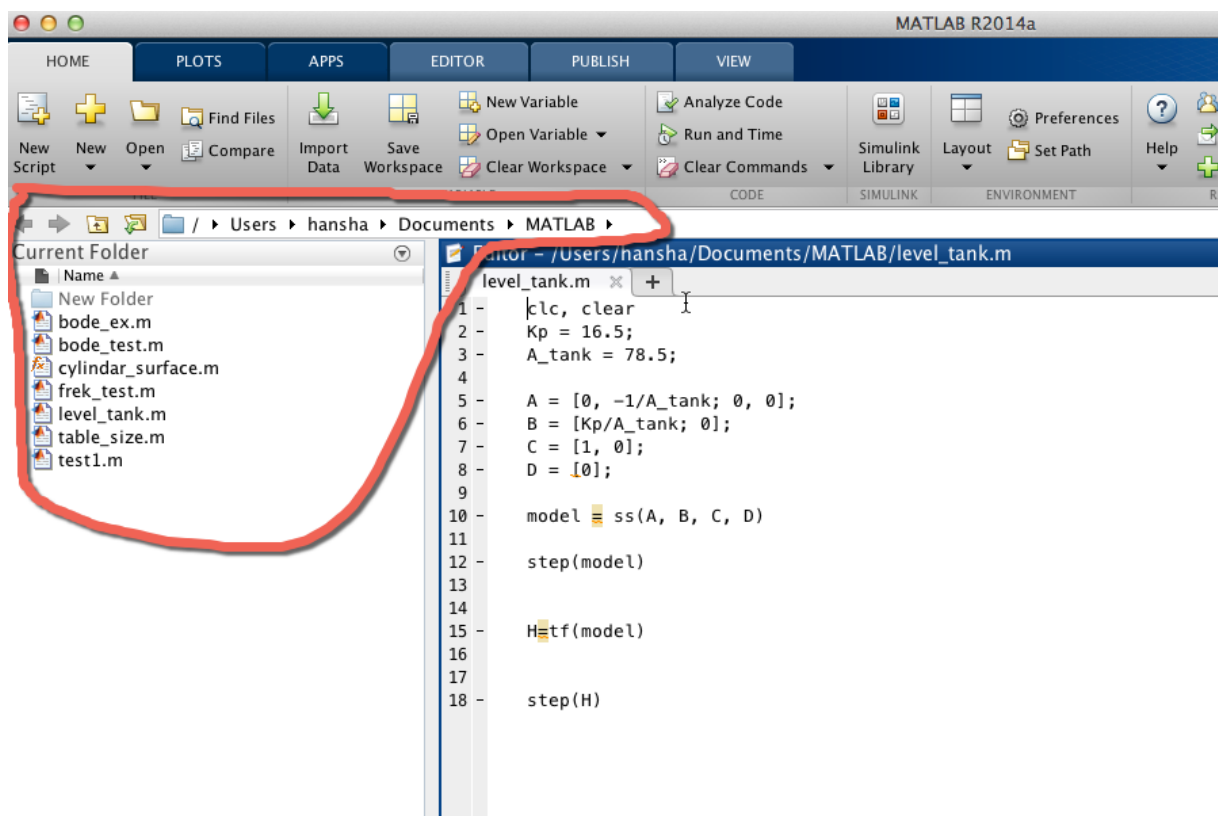 MATLAB R2014a
HOME PLOTS APPS EDITOR PUBLISH VIEW
New Script
New
Open
Find Files
Compare
Import Data
Save Workspace
New Variable
Open Variable
Clear Workspace
Analyze Code
Run and Time
Clear Commands
Simulink Library
Layout
Preferences
Set Path
Help
CODE SIMULINK ENVIRONMENT R
/ Users hansha Documents MATLAB
Current Folder
Name
New Folder
bode_ex.m
bode_test.m
cylindar_surface.m
frek_test.m
level_tank.m
table_size.m
test1.m
Editor – /Users/hansha/Documents/MATLAB/level_tank.m
level_tank.m × +
1 – clc, clear
2 – Kp = 16.5;
3 – A_tank = 78.5;
4
5 – A = [0, -1/A_tank; 0, 0];
6 – B = [Kp/A_tank; 0];
7 – C = [1, 0];
8 – D = [0];
9
10 – model = ss(A, B, C, D)
11
12 – step(model)
13
14
15 – H=tf(model)
16
17
18 – step(H)